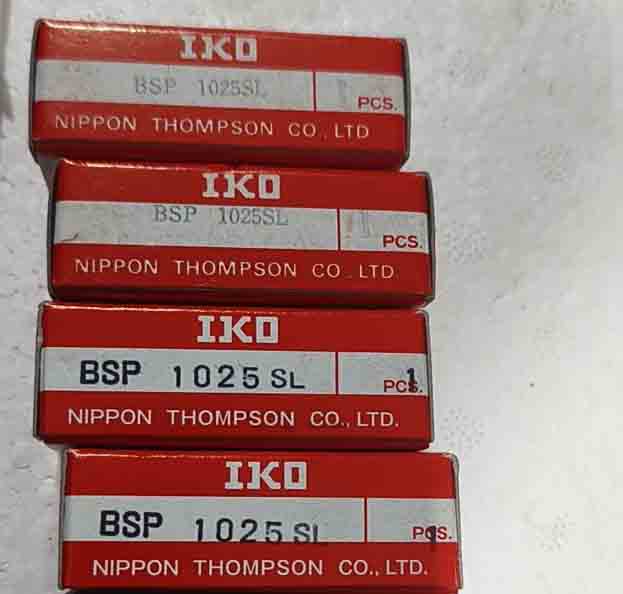 IKO
BSP 1025SL 1 PCS.
NIPPON THOMPSON CO., LTD
IKO
BSP 1025SL 1 PCS.
NIPPON THOMPSON CO., LTD.
IKO
BSP 1025 SL 1 PCS.
NIPPON THOMPSON CO., LTD.
IKO
BSP 1025 SL 1 PCS.
NIPPON THOMPSON CO., LTD.